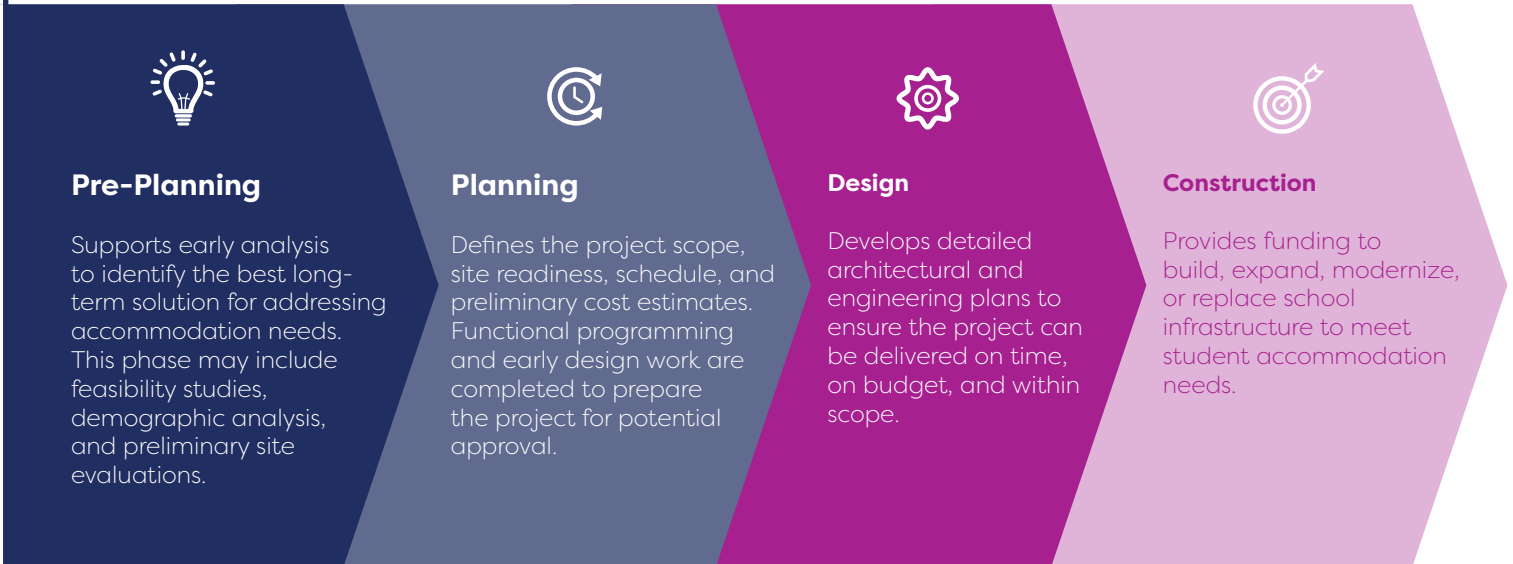 Pre-Planning
Supports early analysis
to identify the best long-
term solution for addressing
accommodation needs.
This phase may include
feasibility studies,
demographic analysis,
and preliminary site
evaluations.
Planning
Defines the project scope,
site readiness, schedule, and
preliminary cost estimates.
Functional programming
and early design work are
completed to prepare
the project for potential
approval.
Design
Develops detailed
architectural and
engineering plans to
ensure the project can
be delivered on time,
on budget, and within
scope.
Construction
Provides funding to
build, expand, modernize,
or replace school
infrastructure to meet
student accommodation
needs.